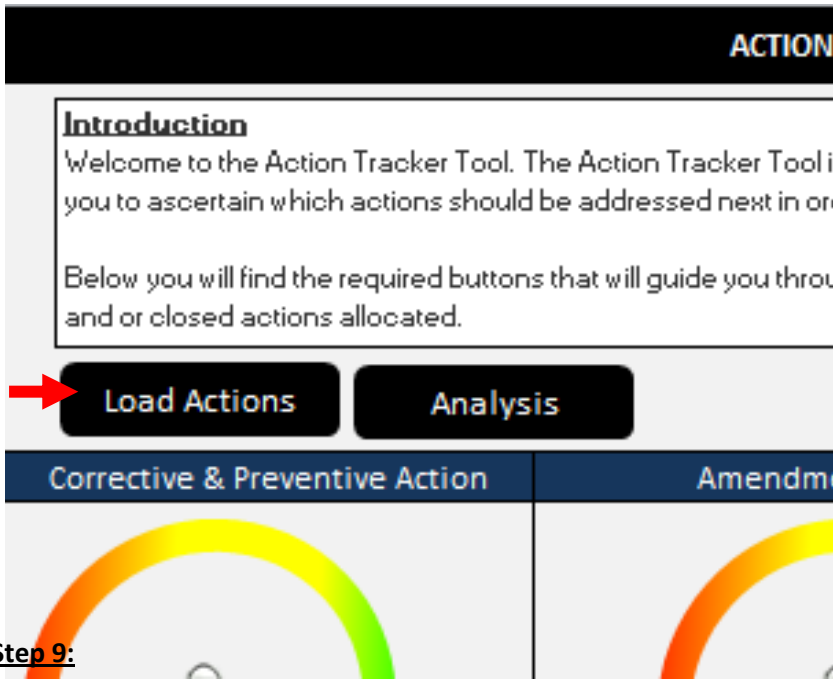 ACTION
Introduction
Welcome to the Action Tracker Tool. The Action Tracker Tool i
you to ascertain which actions should be addressed next in or
Below you will find the required buttons that will guide you throu
and or closed actions allocated.
Load Actions Analysis
Corrective & Preventive Action Amendm
Step 9: